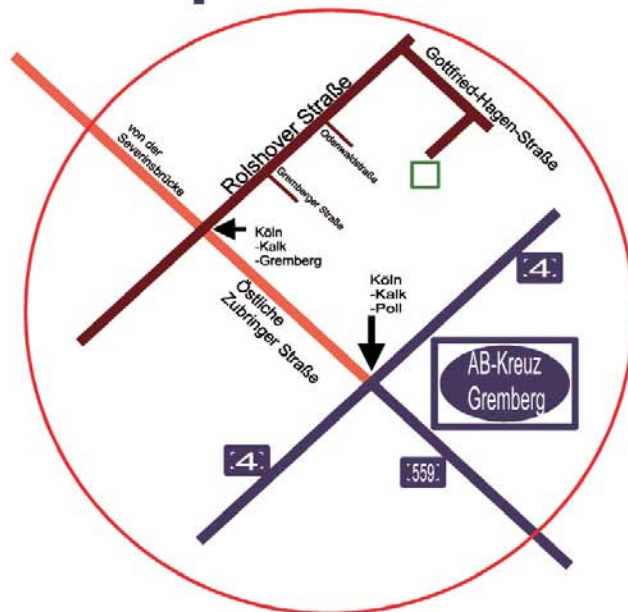 Gottfried-Hagen-Straße
Rolshover Straße
von der
Severinsbrücke
Odenwaldstraße
Gremberger Straße
Köln
-Kalk
-Gremberg
Östliche
Zubringer Straße
Köln
-Kalk
-Poll
4
AB-Kreuz
Gremberg
4
559